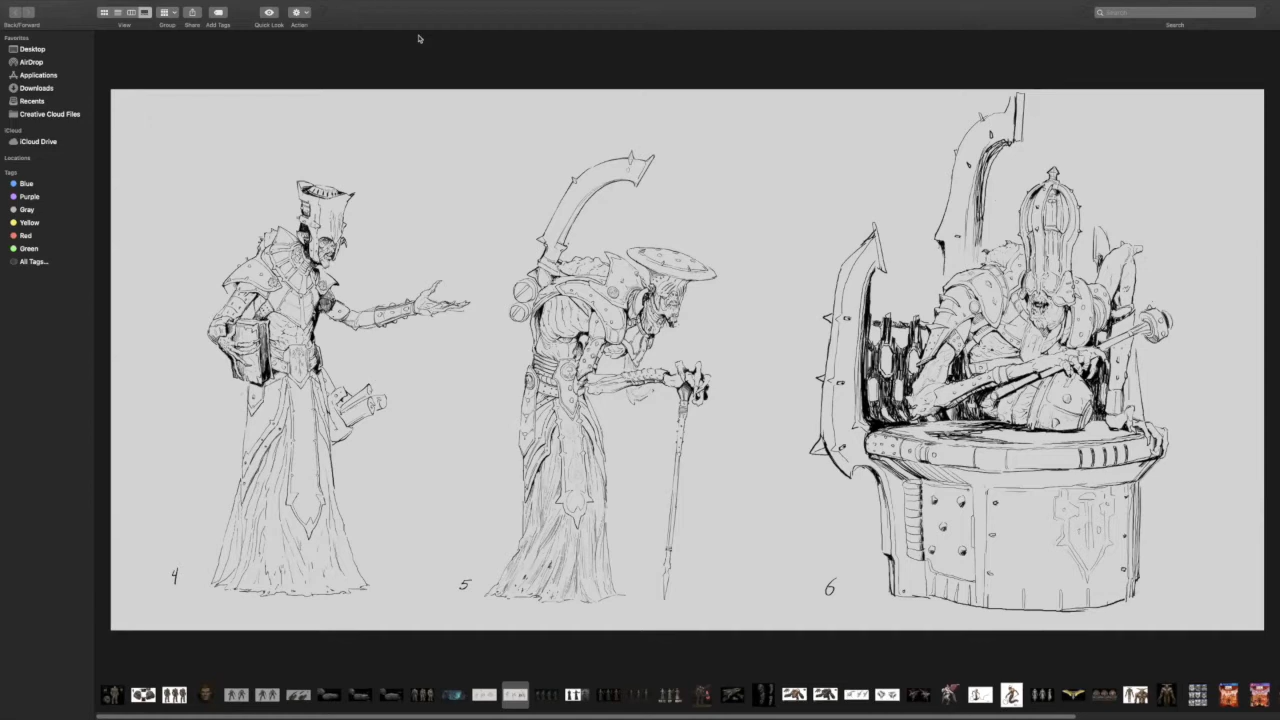 Back/Forward
View
Group
Share
Add Tags
Quick Look
Action
Search
Search
Favorites
Desktop
AirDrop
Applications
Downloads
Recents
Creative Cloud Files
iCloud
iCloud Drive
Locations
Tags
Blue
Purple
Gray
Yellow
Red
Green
All Tags...
4
5
6